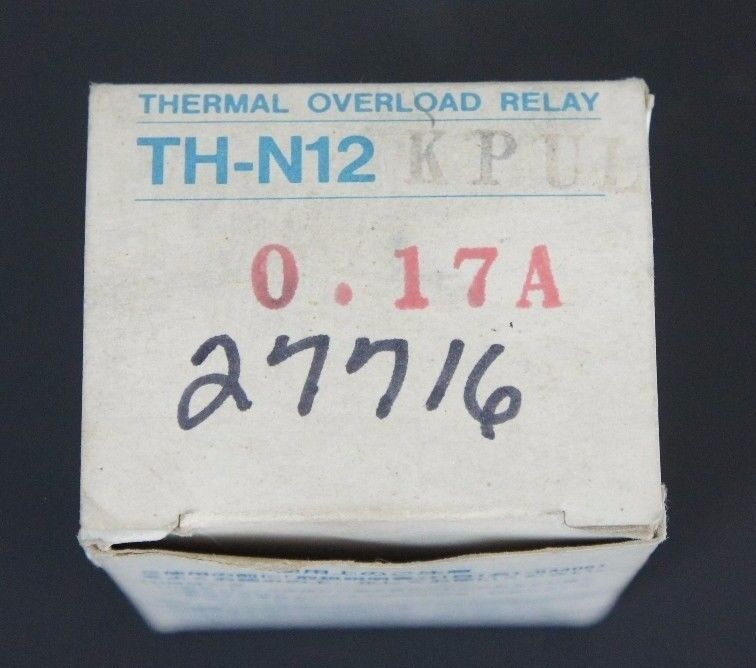 THERMAL OVERLOAD RELAY
TH-N12 KPUL
0.17A
27716